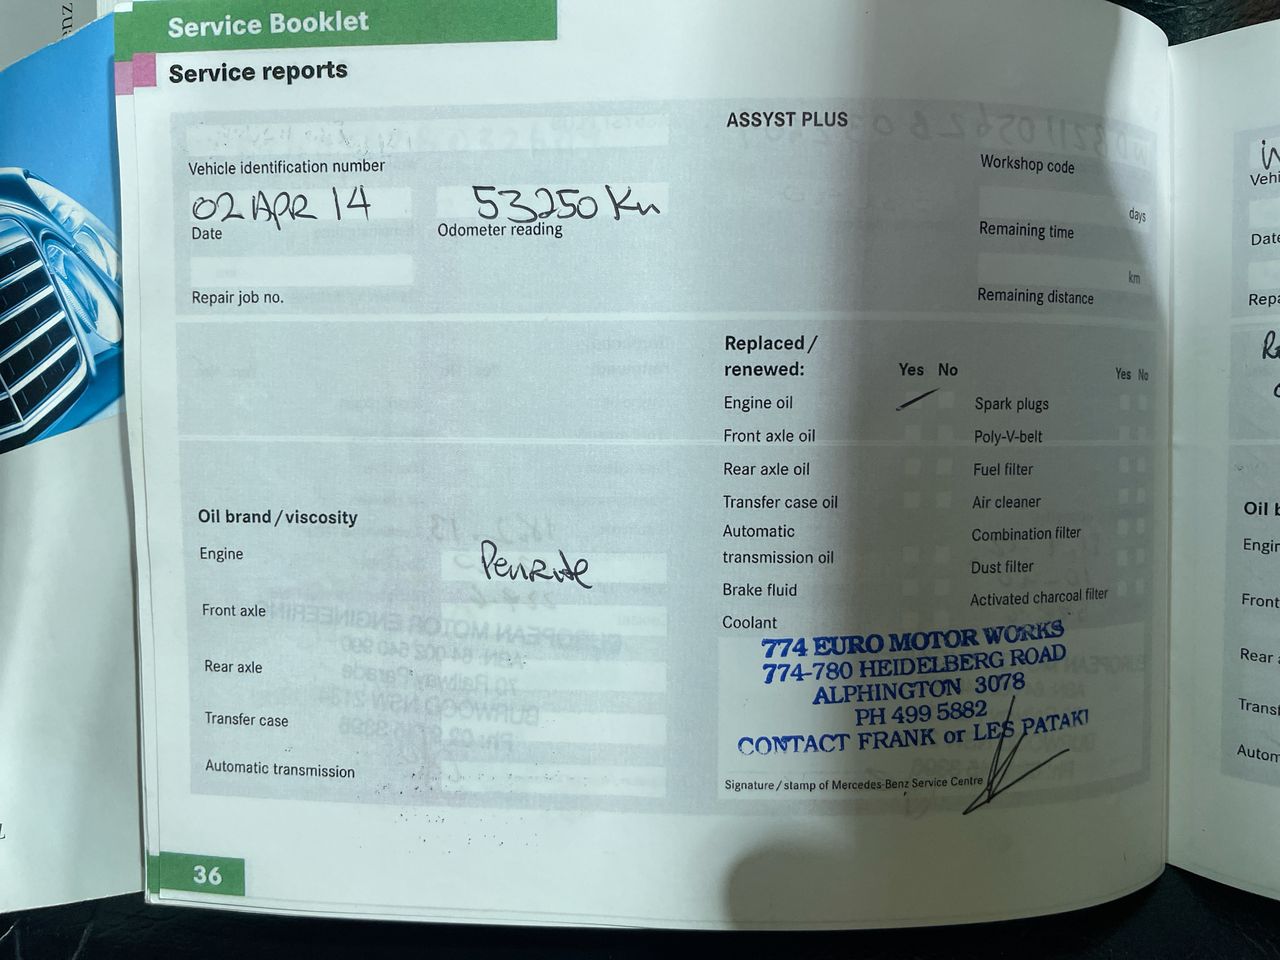 Service Booklet
Service reports
Vehicle identification number
02 APR 14
Date
53250 Km
Odometer reading
Repair job no.
ASSYST PLUS
Workshop code
days
Remaining time
km
Remaining distance
Replaced /
renewed:
Yes No
Yes No
Engine oil
Spark plugs
Front axle oil
Poly-V-belt
Rear axle oil
Fuel filter
Transfer case oil
Air cleaner
Automatic
transmission oil
Combination filter
Dust filter
Brake fluid
Activated charcoal filter
Coolant
Oil brand / viscosity
Engine
Penrite
Front axle
Rear axle
Transfer case
Automatic transmission
774 EURO MOTOR WORKS
774-780 HEIDELBERG ROAD
ALPHINGTON 3078
PH 499 5882
CONTACT FRANK or LES PATAKI
Signature / stamp of Mercedes-Benz Service Centre
36